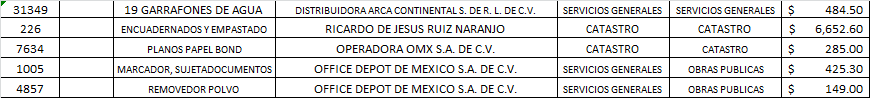 31349 19 GARRAFONES DE AGUA DISTRIBUIDORA ARCA CONTINENTAL S. DE R. L. DE C.V. SERVICIOS GENERALES SERVICIOS GENERALES $ 484.50
226 ENCUADERNADOS Y EMPASTADO RICARDO DE JESUS RUIZ NARANJO CATASTRO CATASTRO $ 6,652.60
7634 PLANOS PAPEL BOND OPERADORA OMX S.A. DE C.V. CATASTRO CATASTRO $ 285.00
1005 MARCADOR, SUJETADOCUMENTOS OFFICE DEPOT DE MEXICO S.A. DE C.V. SERVICIOS GENERALES OBRAS PUBLICAS $ 425.30
4857 REMOVEDOR POLVO OFFICE DEPOT DE MEXICO S.A. DE C.V. SERVICIOS GENERALES OBRAS PUBLICAS $ 149.00